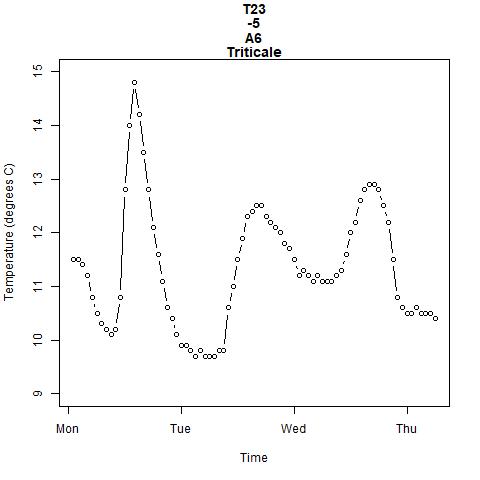 T23
-5
A6
Triticale
Temperature (degrees C)
15
14
13
12
11
10
9
Mon Tue Wed Thu
Time